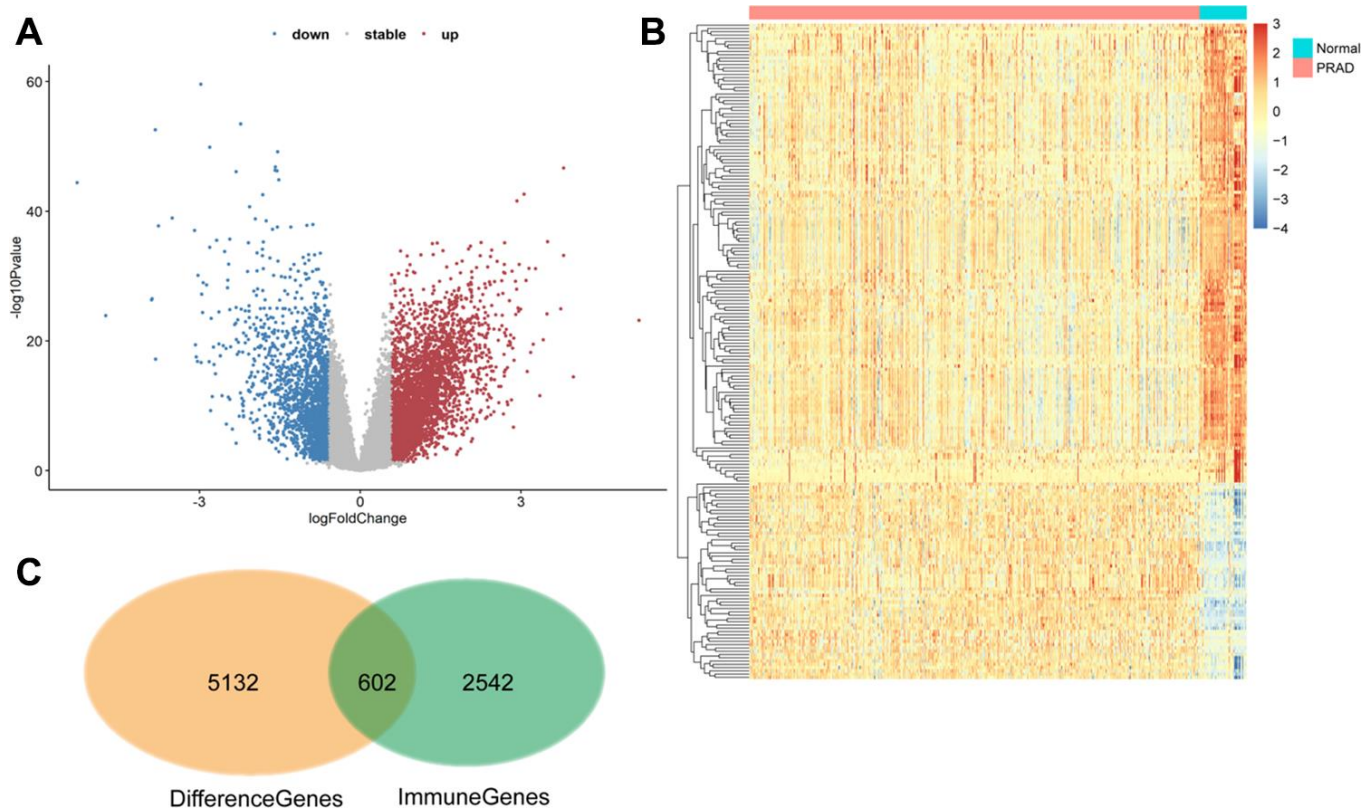 A
down stable up
60
40
20
0
-log10Pvalue
-3 0 3
logFoldChange
B
3
2
1
0
−1
−2
−3
−4
Normal
PRAD
C
5132 602 2542
DifferenceGenes ImmuneGenes